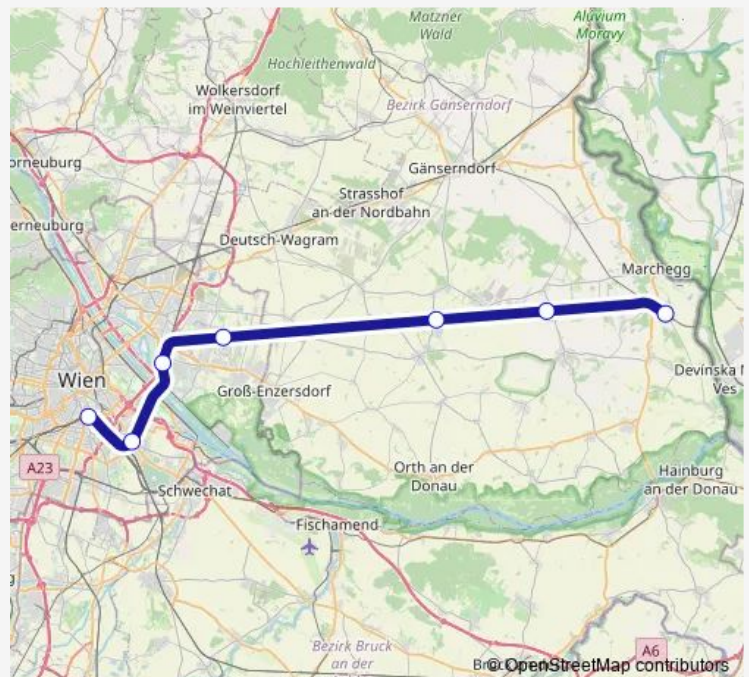 Matzner
Wald
Aluvium
Moravy
Hochleithenwald
Wolkersdorf
im Weinviertel
Bezirk Gänserndorf
orneuburg
Gänserndorf
Strasshof
an der Nordbahn
erneuburg
Deutsch-Wagram
Marchegg
Wien
Devínska N
Ves
Groß-Enzersdorf
A23
Orth an der
Donau
Hainburg
an der Donau
Schwechat
Fischamend
Bezirk Bruck
an der
A6
© OpenStreetMap contributors